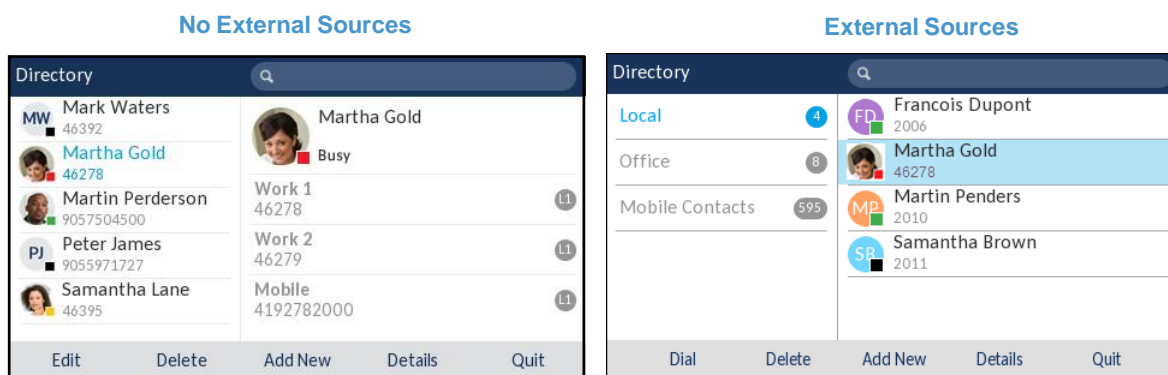 No External Sources
Directory
MW
Mark Waters
46392
Martha Gold
46278
Martin Perderson
9057504500
PJ
Peter James
9055971727
Samantha Lane
46395
Martha Gold
Busy
Work 1
46278
L1
Work 2
46279
L1
Mobile
4192782000
L1
Edit Delete Add New Details Quit
External Sources
Directory
Local 4
Office 8
Mobile Contacts 595
FD
Francois Dupont
2006
Martha Gold
46278
MP
Martin Penders
2010
SB
Samantha Brown
2011
Dial Delete Add New Details Quit